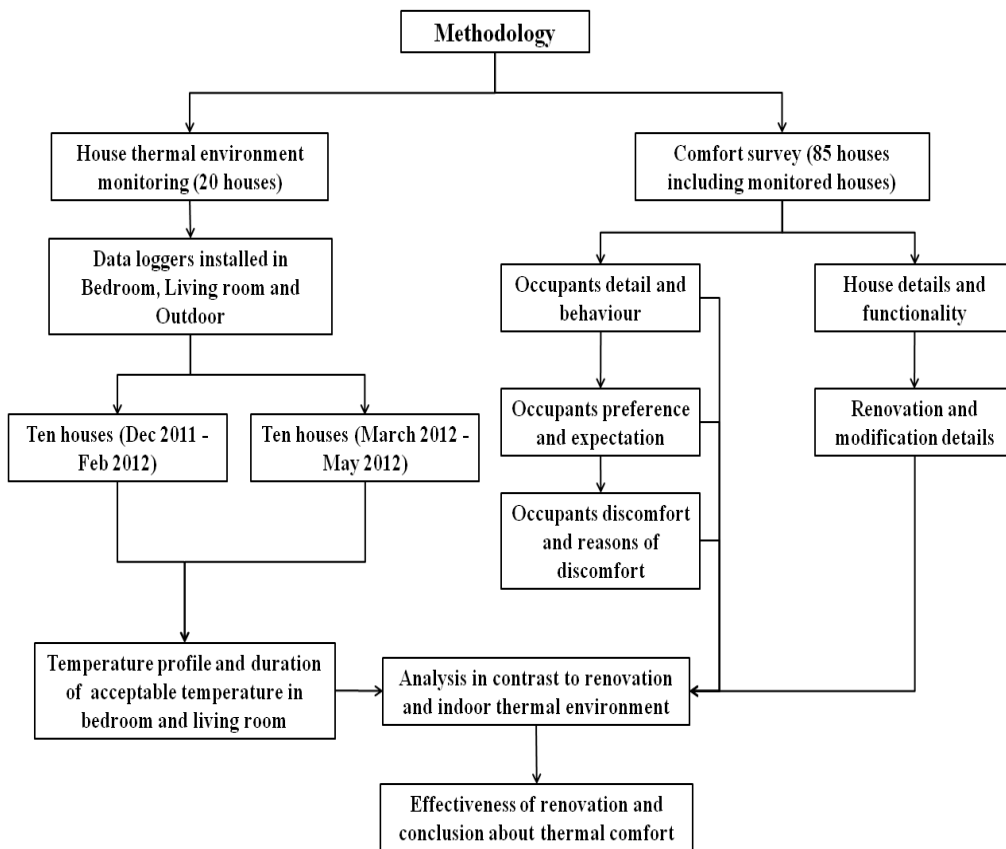 Methodology
House thermal environment
monitoring (20 houses)
Comfort survey (85 houses
including monitored houses)
Data loggers installed in
Bedroom, Living room and
Outdoor
Occupants detail and
behaviour
House details and
functionality
Ten houses (Dec 2011 -
Feb 2012)
Ten houses (March 2012 -
May 2012)
Occupants preference
and expectation
Renovation and
modification details
Occupants discomfort
and reasons of
discomfort
Temperature profile and duration
of acceptable temperature in
bedroom and living room
Analysis in contrast to renovation
and indoor thermal environment
Effectiveness of renovation and
conclusion about thermal comfort